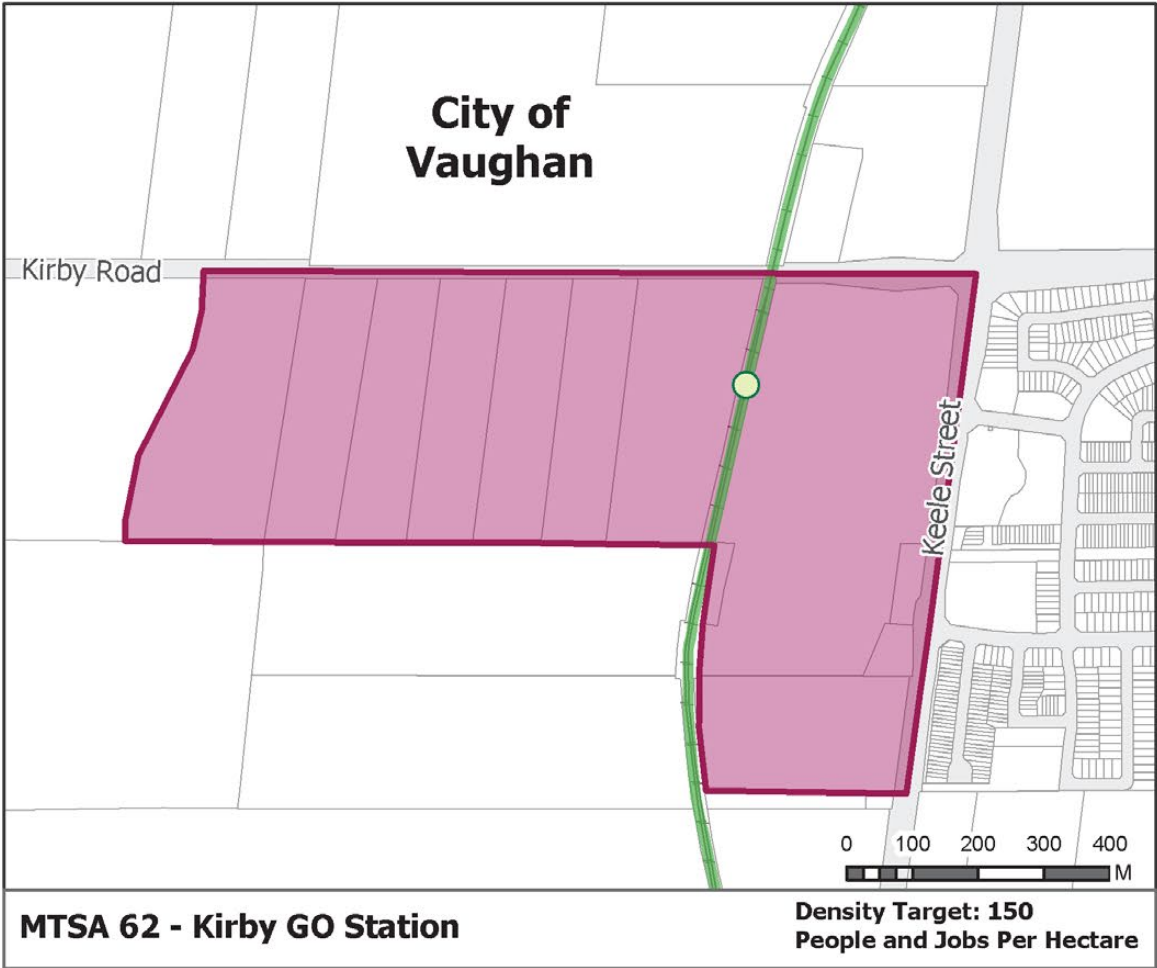 City of
Vaughan
Kirby Road
Keele Street
0 100 200 300 400
M
MTSA 62 - Kirby GO Station
Density Target: 150
People and Jobs Per Hectare